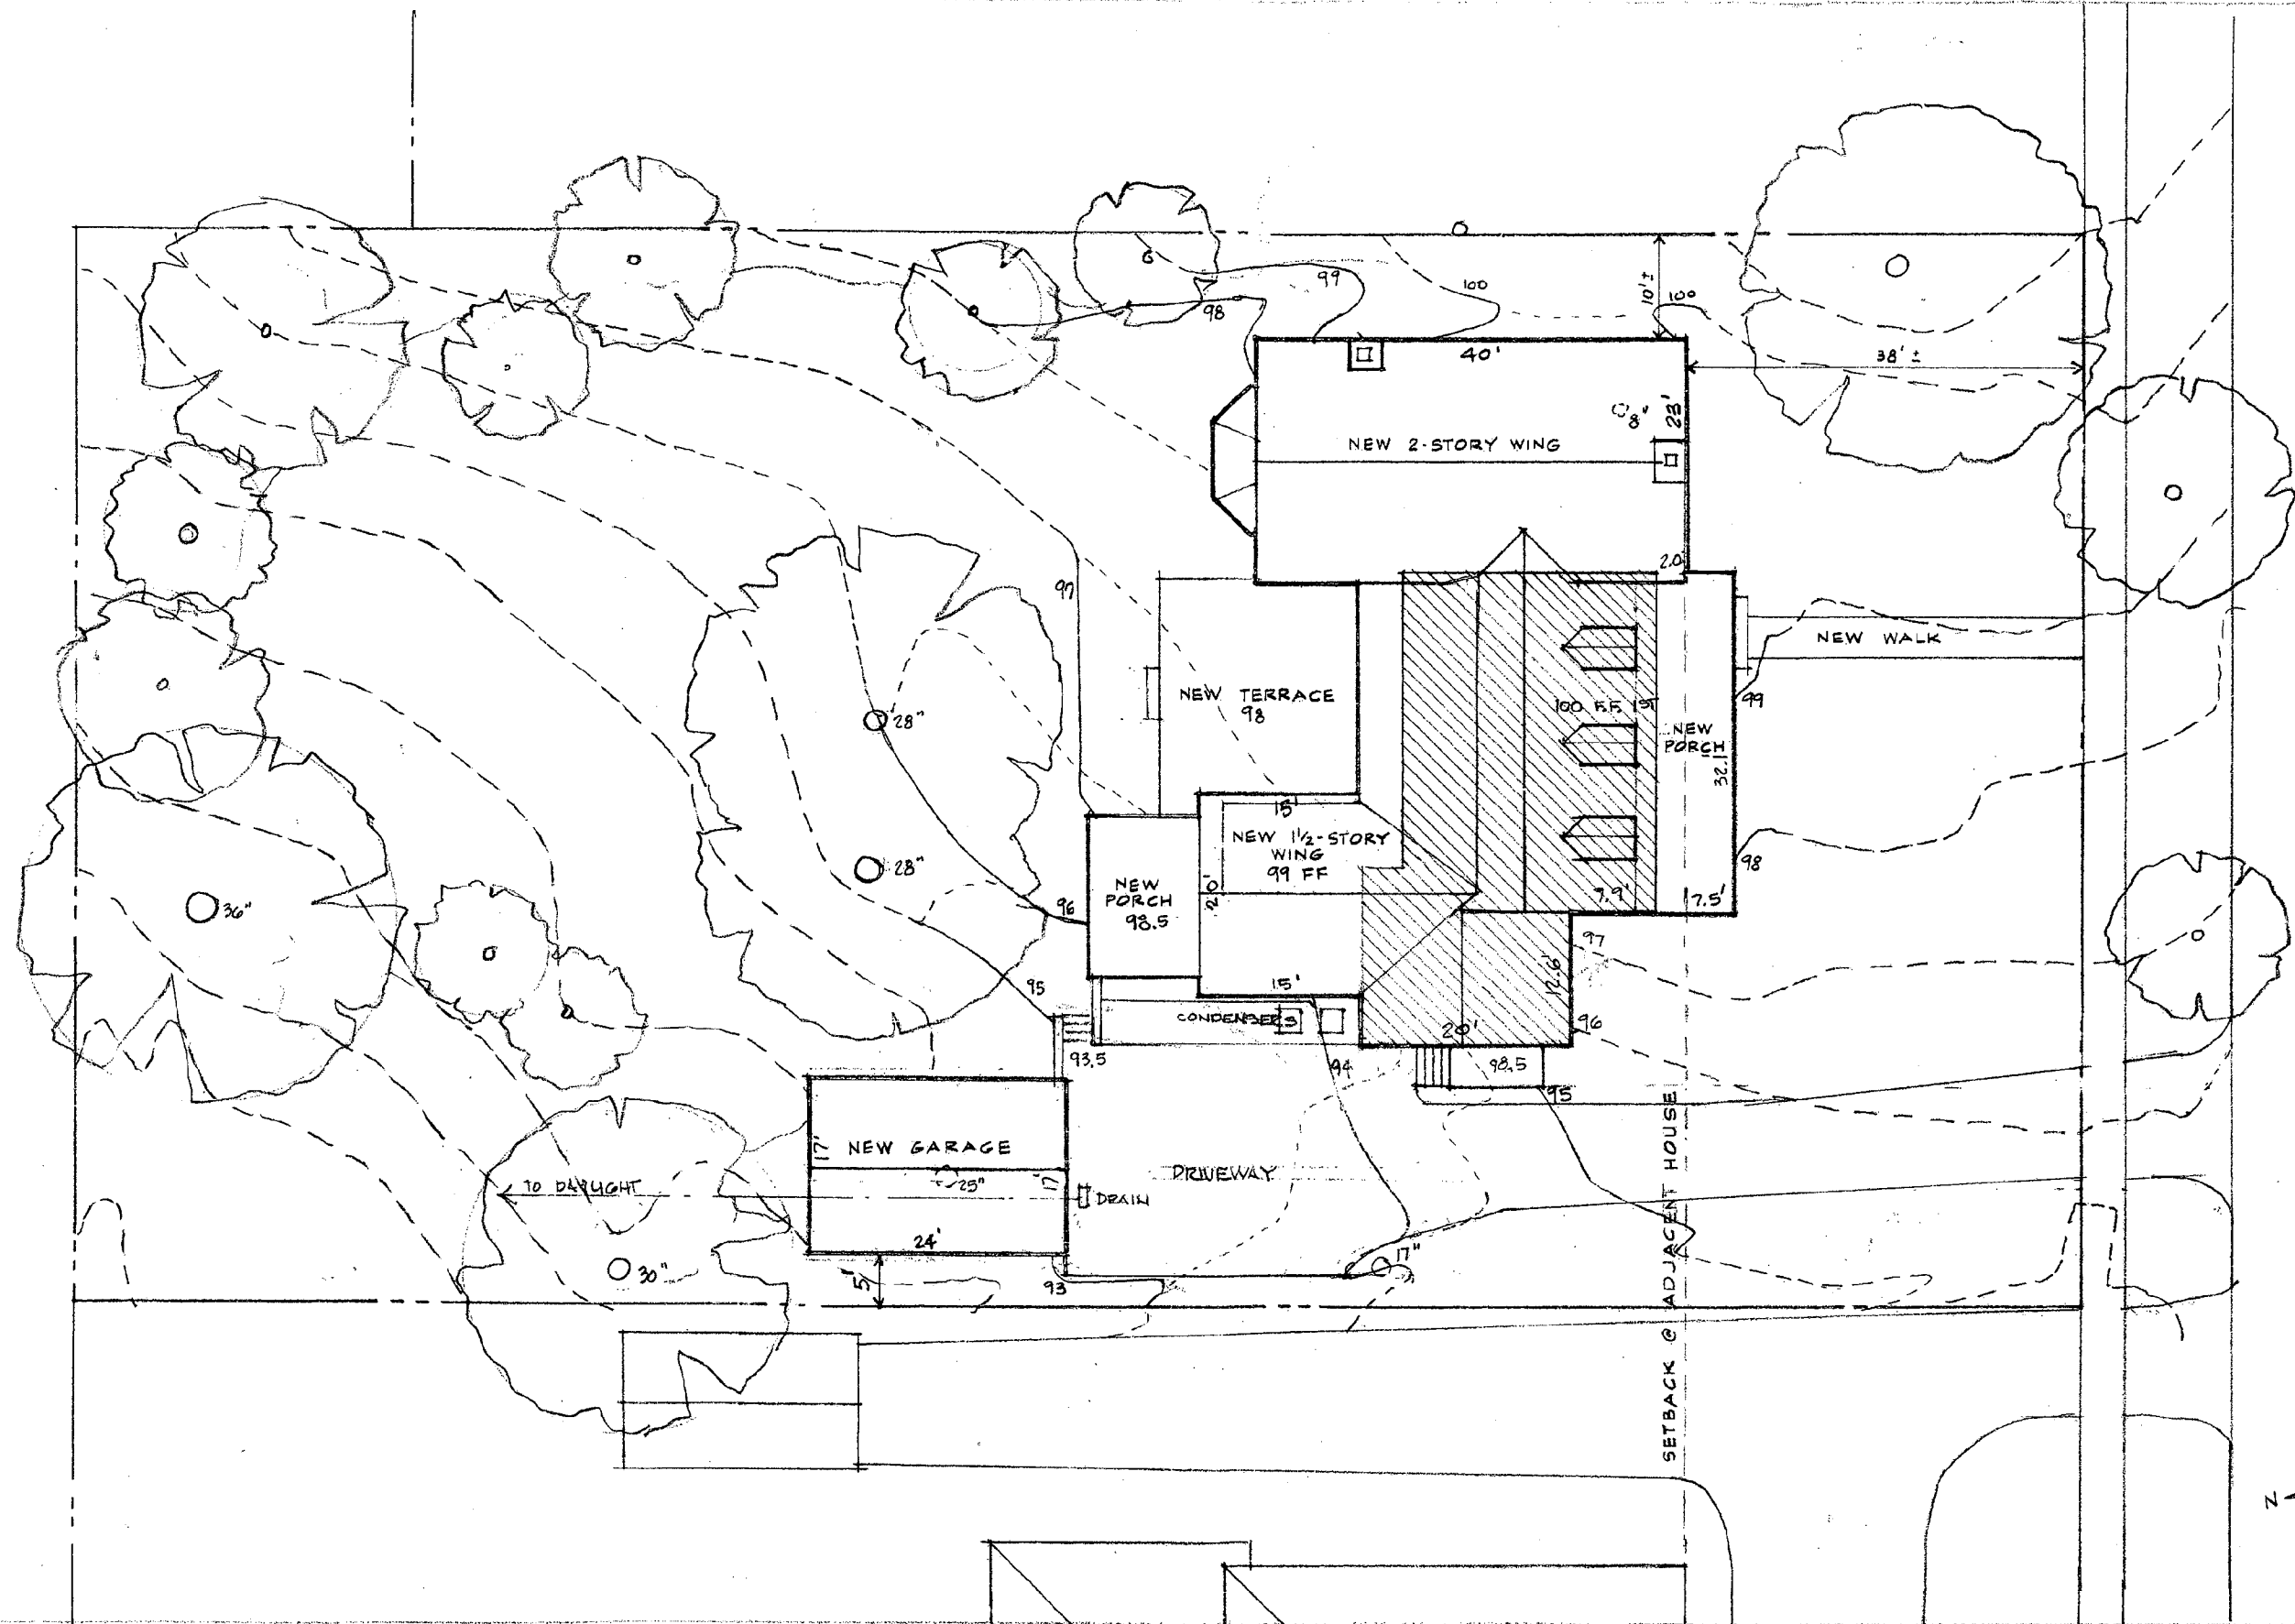 99
100
100
10'±
98
40'
38'±
8"
23'
NEW 2-STORY WING
20
97
NEW WALK
NEW TERRACE
98
28"
100 F.F. 1ST
99
NEW
PORCH
32.1'
15'
NEW 1½-STORY
WING
99 FF
98
28"
NEW
PORCH
98.5
20'
7.9'
7.5'
36"
96
97
12.6'
95
15'
CONDENSERS
20'
96
93.5
94
98.5
95
17'
NEW GARAGE
25"
17'
DRIVEWAY
TO DAYLIGHT
DRAIN
24'
17"
30"
5'
93
SETBACK @ ADJACENT HOUSE
N